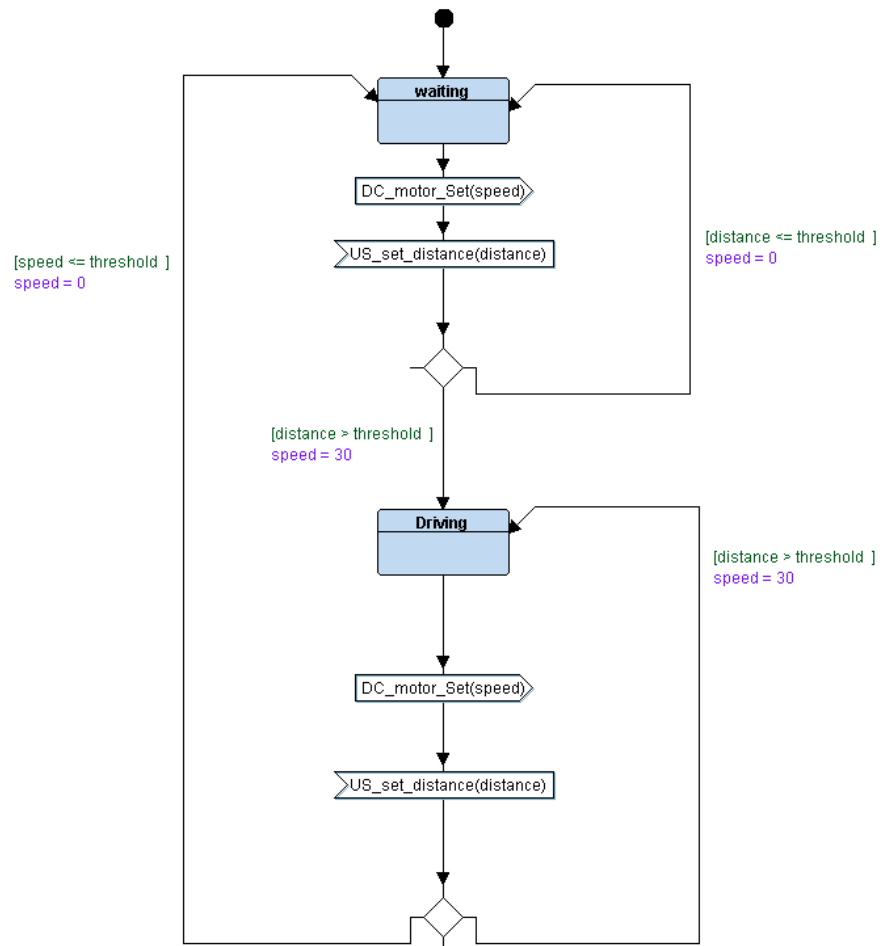 waiting
DC_motor_Set(speed)
US_set_distance(distance)
[distance <= threshold ]
speed = 0
[speed <= threshold ]
speed = 0
[distance > threshold ]
speed = 30
Driving
[distance > threshold ]
speed = 30
DC_motor_Set(speed)
US_set_distance(distance)